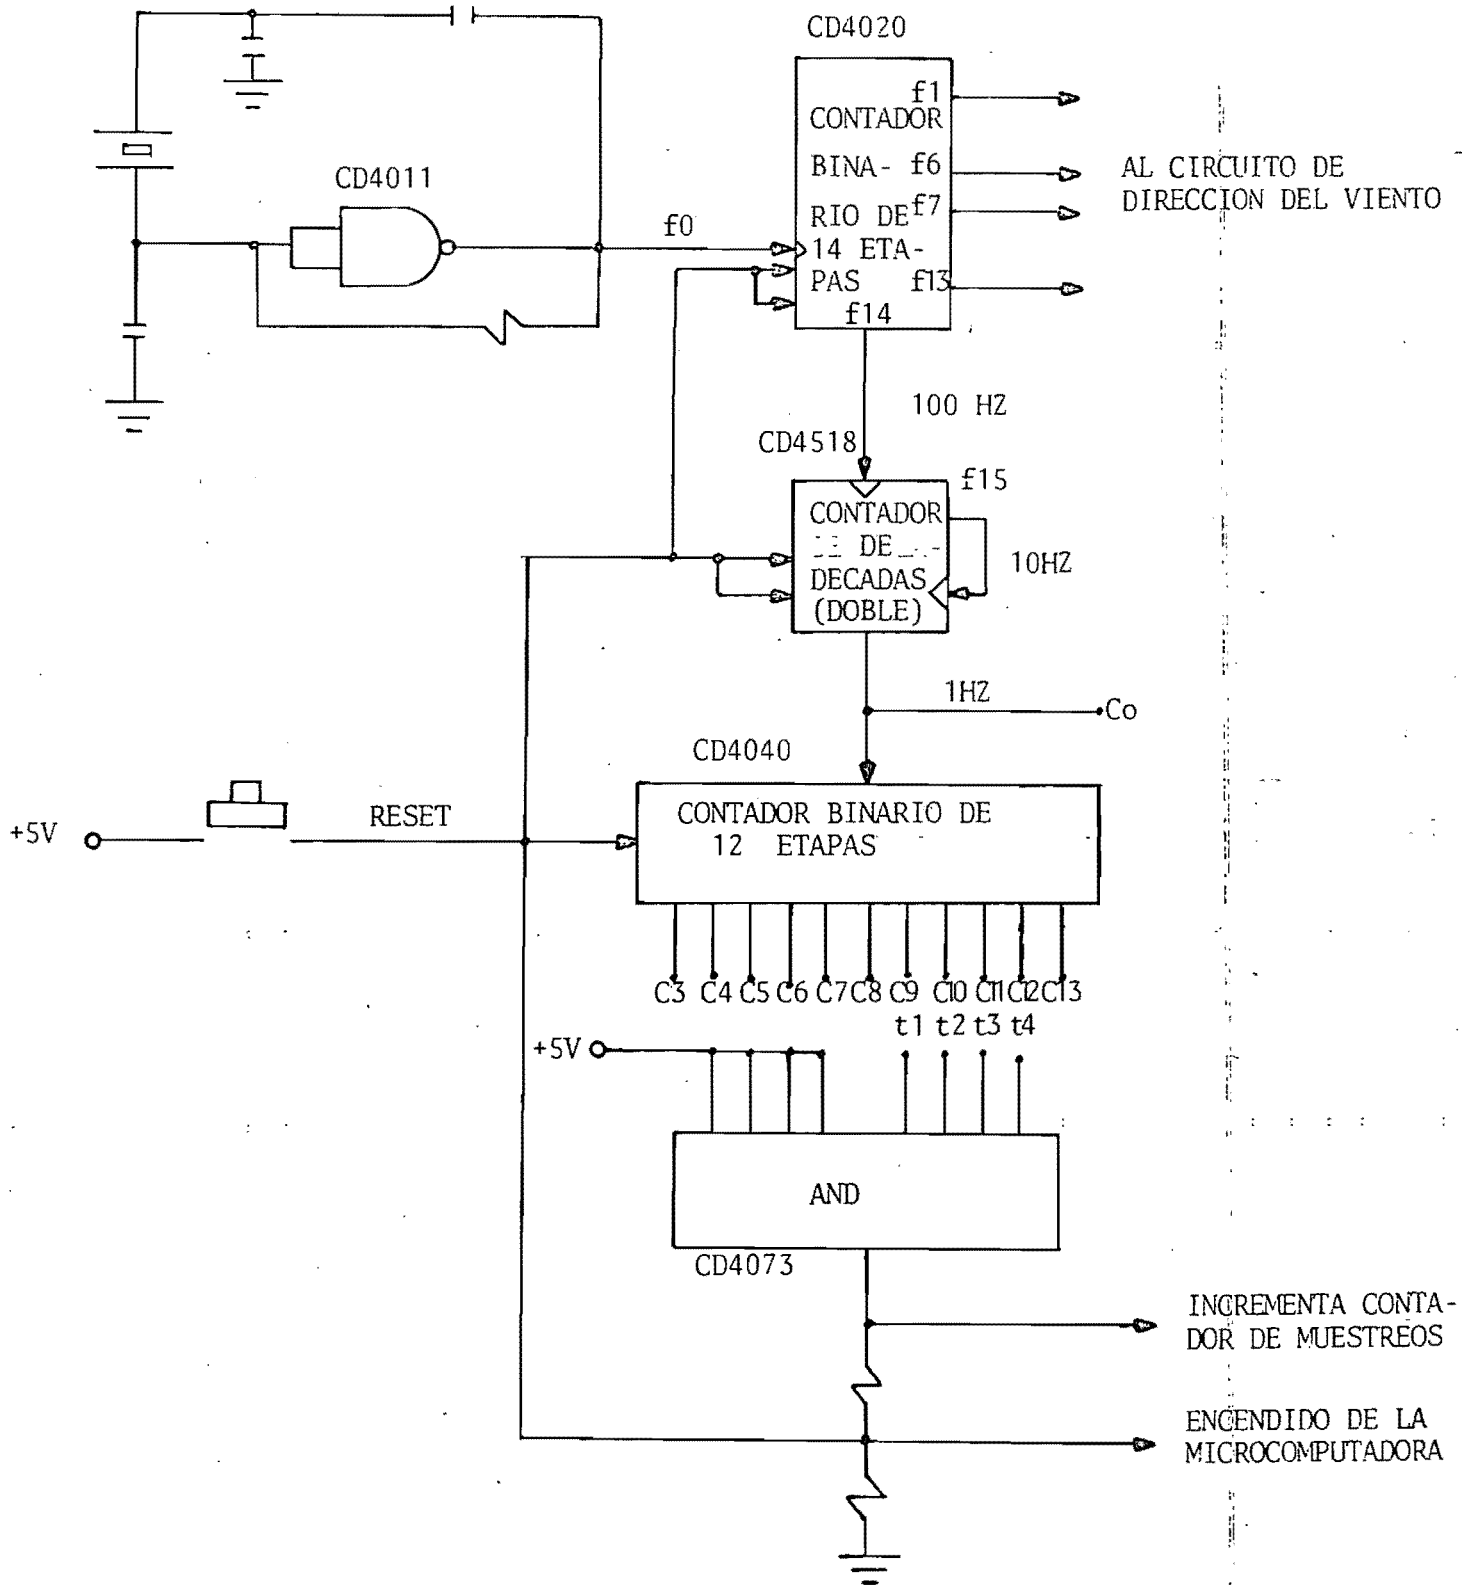 CD4020
f1
CONTADOR
BINA- f6
RIO DE f7
14 ETA-
PAS f13
f14
AL CIRCUITO DE
DIRECCION DEL VIENTO
CD4011
f0
100 HZ
CD4518
f15
CONTADOR
DE
DECADAS
(DOBLE)
10HZ
1HZ
Co
CD4040
CONTADOR BINARIO DE
12 ETAPAS
+5V
RESET
C3 C4 C5 C6 C7 C8 C9 C10 C11 C12 C13
t1 t2 t3 t4
+5V
AND
CD4073
INCREMENTA CONTA-
DOR DE MUESTREOS
ENCENDIDO DE LA
MICROCOMPUTADORA